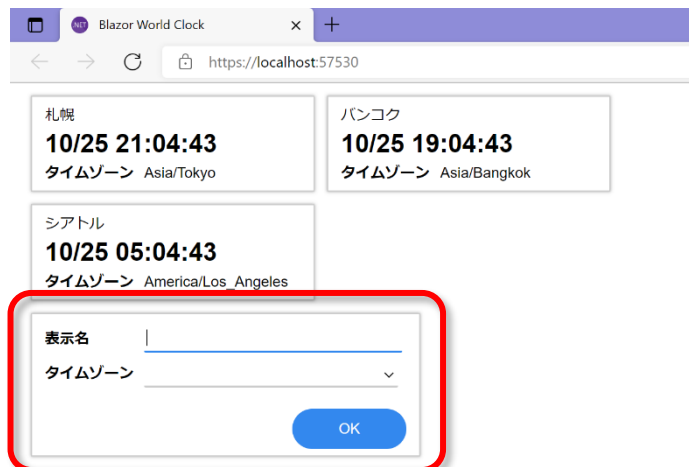 NET Blazor World Clock
https://localhost:57530
札幌
10/25 21:04:43
タイムゾーン Asia/Tokyo
バンコク
10/25 19:04:43
タイムゾーン Asia/Bangkok
シアトル
10/25 05:04:43
タイムゾーン America/Los_Angeles
表示名
タイムゾーン
OK